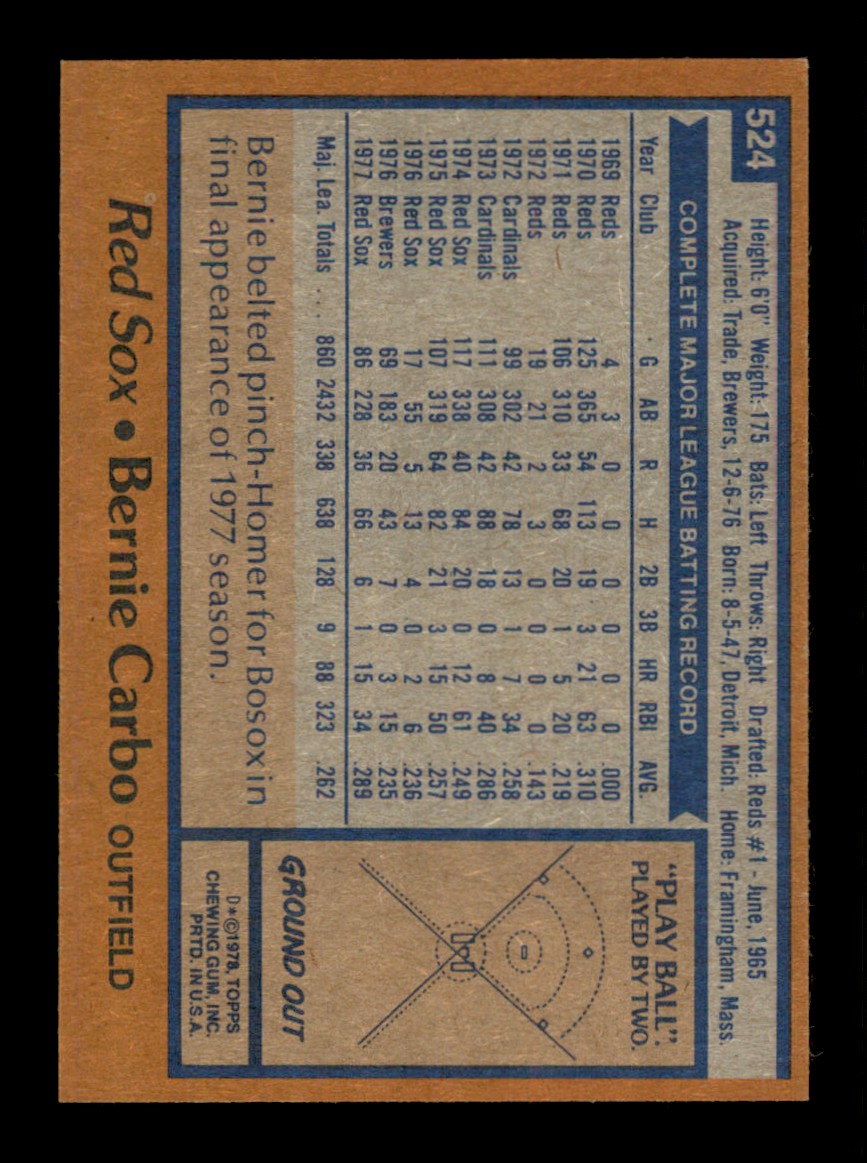 524
Height: 6'0" Weight: 175 Bats: Left Throws: Right Drafted: Reds #1 - June, 1965
Acquired: Trade, Brewers, 12-6-76 Born: 8-5-47, Detroit, Mich. Home: Framingham, Mass.
COMPLETE MAJOR LEAGUE BATTING RECORD
Year Club G AB R H 2B 3B HR RBI AVG.
1969 Reds 4 3 0 0 0 0 0 0 .000
1970 Reds 125 365 54 113 19 3 21 63 .310
1971 Reds 106 310 33 68 20 1 5 20 .219
1972 Reds 19 21 2 3 0 0 0 0 .143
1972 Cardinals 99 302 42 78 13 1 7 34 .258
1973 Cardinals 111 308 42 88 18 0 8 40 .286
1974 Red Sox 117 338 40 84 20 0 12 61 .249
1975 Red Sox 107 319 64 82 21 3 15 50 .257
1976 Red Sox 17 55 5 13 4 0 2 6 .236
1976 Brewers 69 183 20 43 7 0 3 15 .235
1977 Red Sox 86 228 36 66 6 1 15 34 .289
Maj. Lea. Totals ... 860 2432 338 638 128 9 88 323 .262
Bernie belted pinch-Homer for Bosox in
final appearance of 1977 season.
"PLAY BALL":
PLAYED BY TWO.
GROUND OUT
D*©1978, TOPPS
CHEWING GUM, INC.
PRTD. IN U.S.A.
Red Sox • Bernie Carbo OUTFIELD